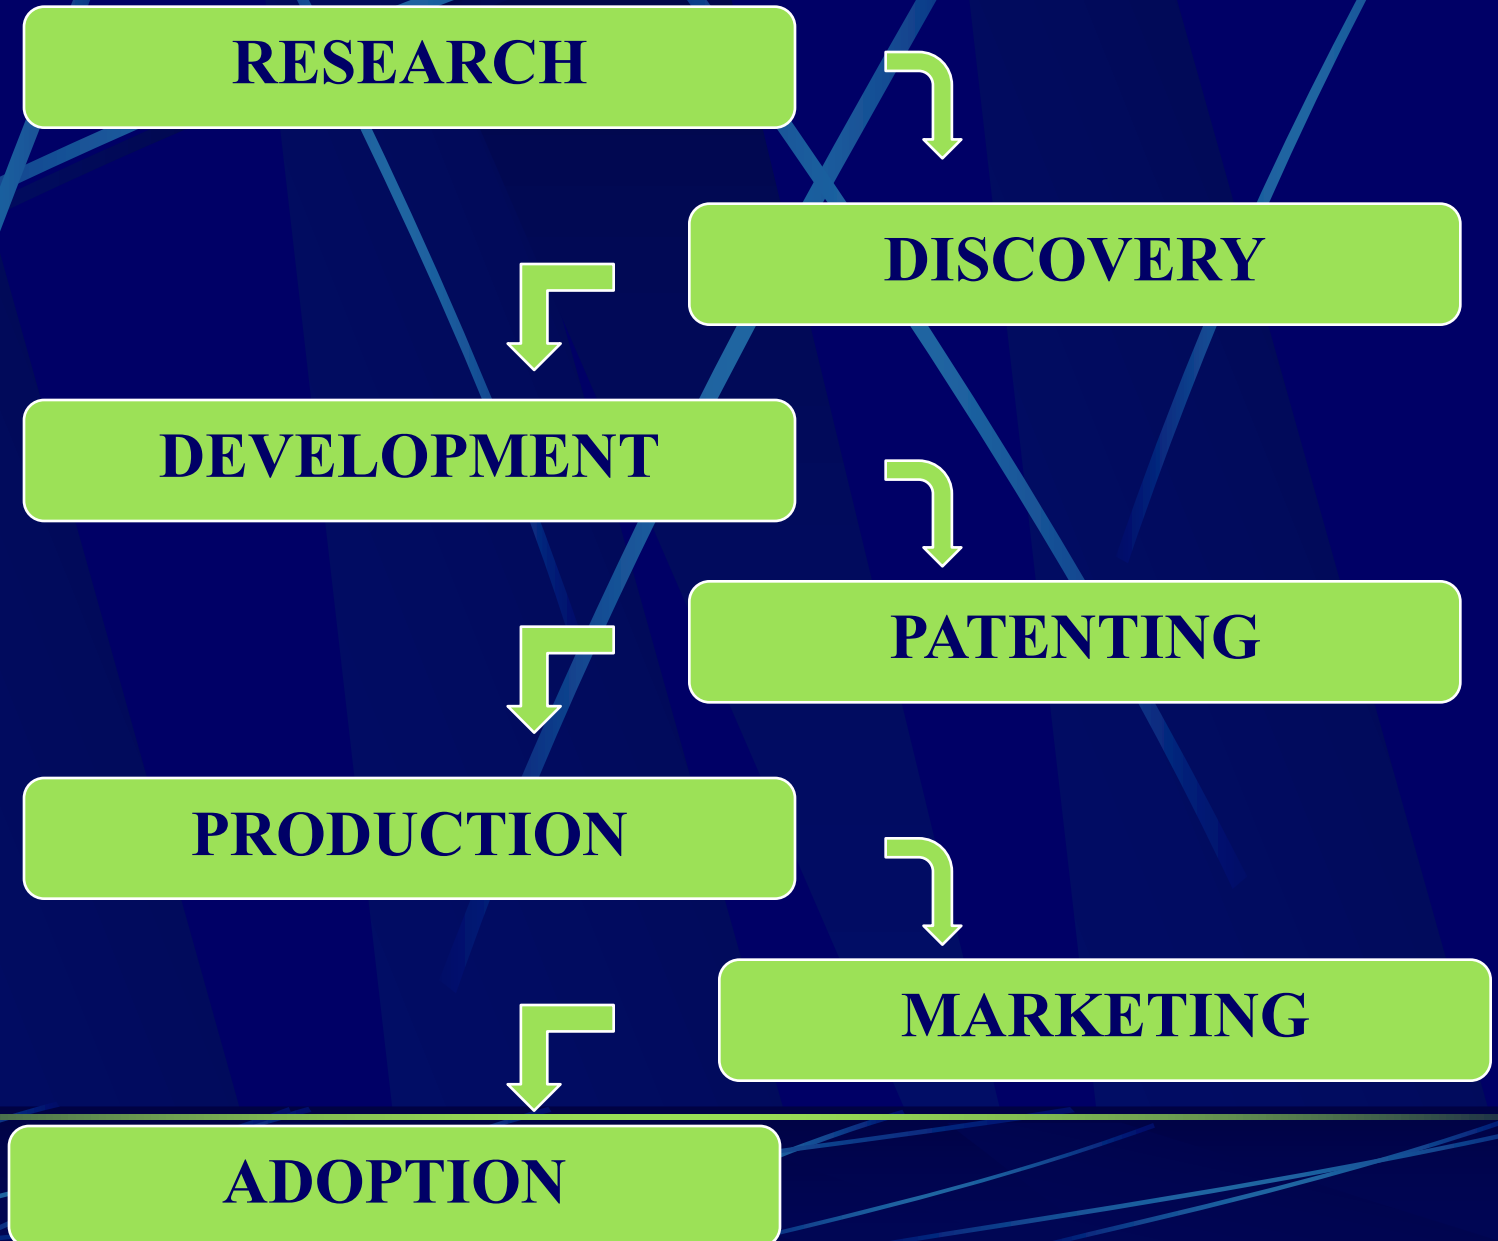 RESEARCH
DISCOVERY
DEVELOPMENT
PATENTING
PRODUCTION
MARKETING
ADOPTION